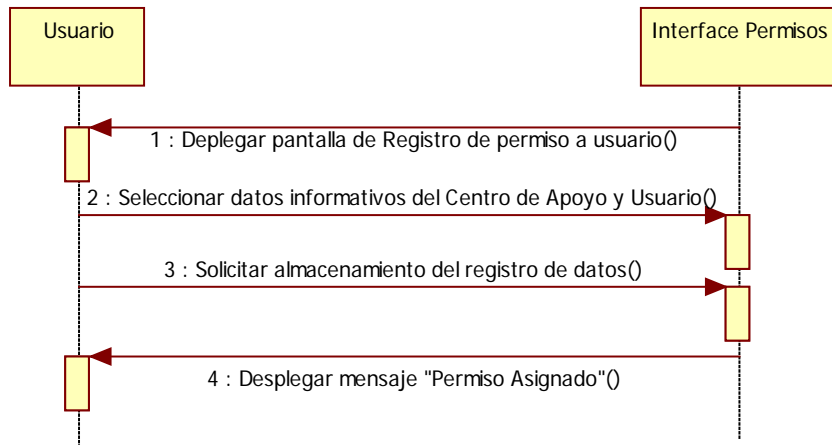 Usuario
Interface Permisos
1 : Deplegar pantalla de Registro de permiso a usuario()
2 : Seleccionar datos informativos del Centro de Apoyo y Usuario()
3 : Solicitar almacenamiento del registro de datos()
4 : Desplegar mensaje "Permiso Asignado"()